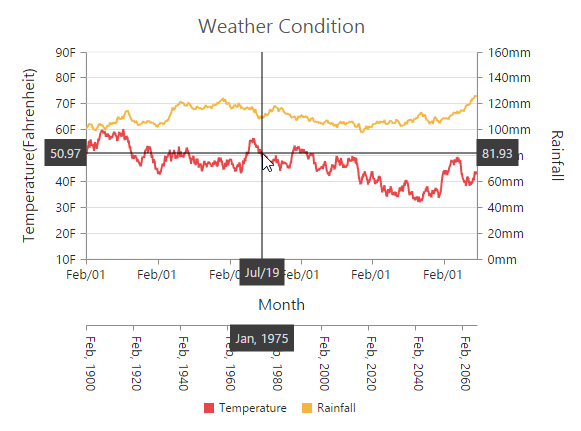 Weather Condition
Temperature(Fahrenheit)
90F
80F
70F
60F
50.97
40F
30F
20F
10F
160mm
140mm
120mm
100mm
81.93
60mm
40mm
20mm
0mm
Rainfall
Feb/01 Feb/01 Jul/19 Feb/01 Feb/01 Feb/01
Month
Jan, 1975
Feb, 1900 Feb, 1920 Feb, 1940 Feb, 1960 Feb, 1980 Feb, 2000 Feb, 2020 Feb, 2040 Feb, 2060
Temperature Rainfall